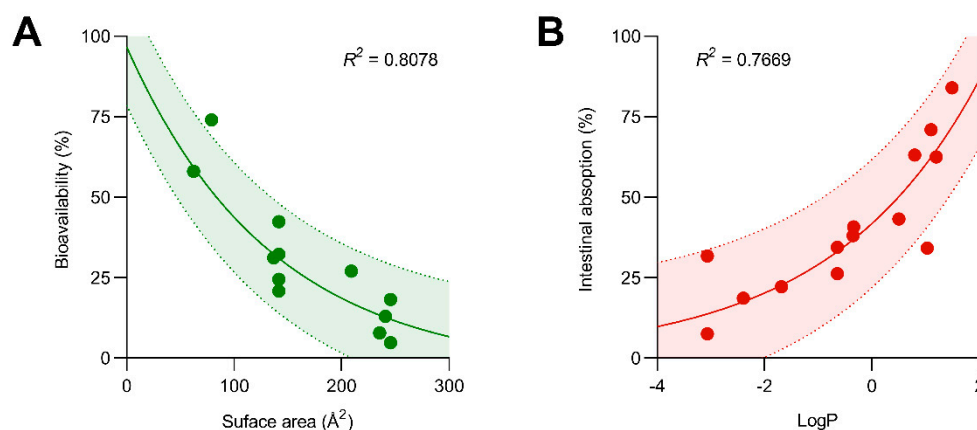 A
B
100
75
50
25
0
Bioavailability (%)
R² = 0.8078
0
100
200
300
Suface area (Å²)
100
75
50
25
0
Intestinal absoption (%)
R² = 0.7669
-4
-2
0
2
LogP